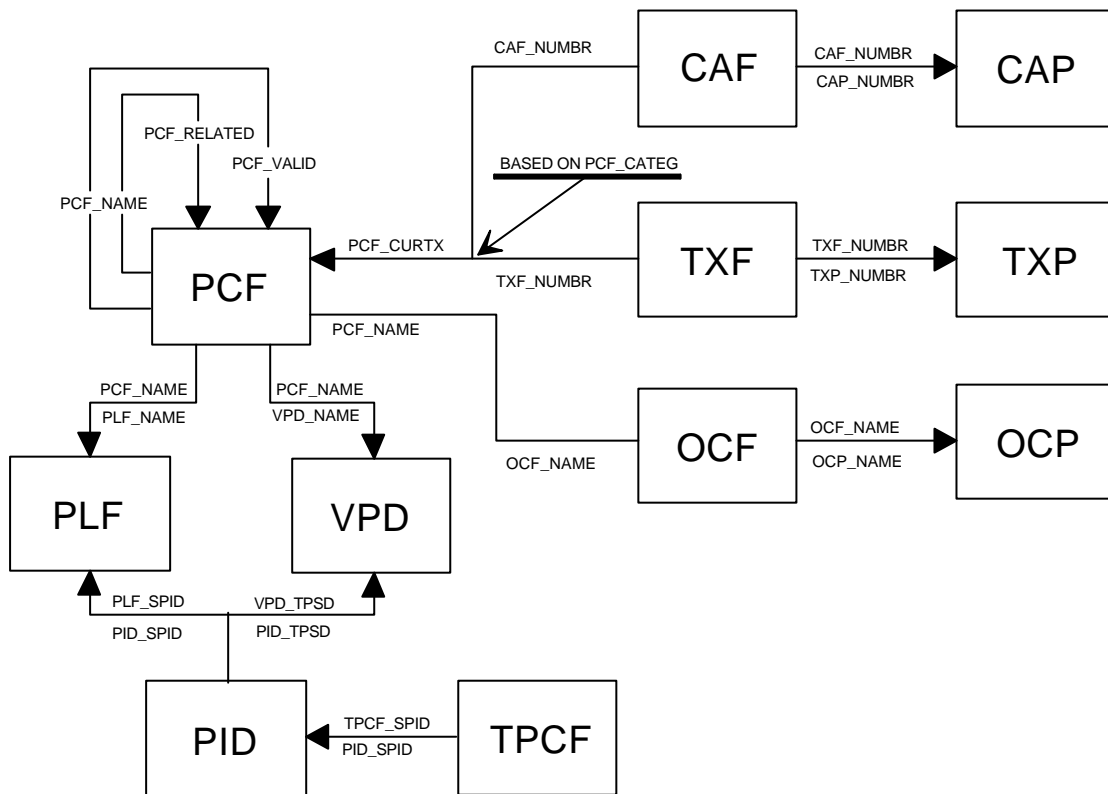 CAF_NUMBR
CAF
CAF_NUMBR
CAP_NUMBR
CAP
PCF_RELATED
PCF_VALID
PCF_NAME
BASED ON PCF_CATEG
PCF
PCF_CURTX
TXF_NUMBR
TXF
TXF_NUMBR
TXP_NUMBR
TXP
PCF_NAME
PCF_NAME
PLF_NAME
PCF_NAME
VPD_NAME
OCF_NAME
OCF
OCF_NAME
OCP_NAME
OCP
PLF
VPD
PLF_SPID
PID_SPID
VPD_TPSD
PID_TPSD
PID
TPCF_SPID
PID_SPID
TPCF